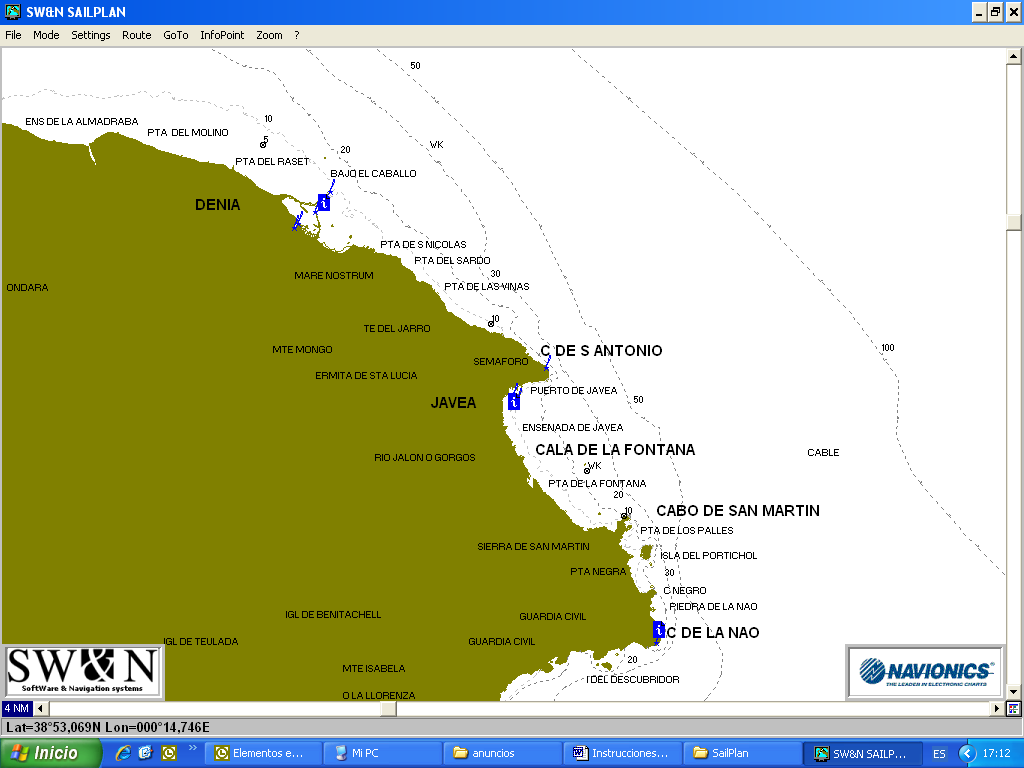 SW&N SAILPLAN
File Mode Settings Route GoTo InfoPoint Zoom ?
50
ENS DE LA ALMADRABA
10
PTA DEL MOLINO
5
WK
20
PTA DEL RASET
BAJO EL CABALLO
DENIA
PTA DE S NICOLAS
PTA DEL SARDO
MARE NOSTRUM
30
ONDARA
PTA DE LAS VINAS
10
TE DEL JARRO
MTE MONGO
C DE S ANTONIO
100
SEMAFORO
ERMITA DE STA LUCIA
PUERTO DE JAVEA
JAVEA
50
ENSENADA DE JAVEA
CALA DE LA FONTANA
CABLE
RIO JALON O GORGOS
WK
PTA DE LA FONTANA
20
10
CABO DE SAN MARTIN
PTA DE LOS PALLES
SIERRA DE SAN MARTIN
ISLA DEL PORTICHOL
PTA NEGRA
30
C NEGRO
PIEDRA DE LA NAO
IGL DE BENITACHELL
GUARDIA CIVIL
C DE LA NAO
IGL DE TEULADA
GUARDIA CIVIL
20
MTE ISABELA
I DEL DESCUBRIDOR
O LA LLORENZA
SW&N
SoftWare & Navigation systems
NAVIONICS
THE LEADER IN ELECTRONIC CHARTS
4 NM
Lat=38°53,069N Lon=000°14,746E
Inicio
Elementos e...
Mi PC
anuncios
Instrucciones...
SailPlan
SW&N SAILP...
ES
17:12